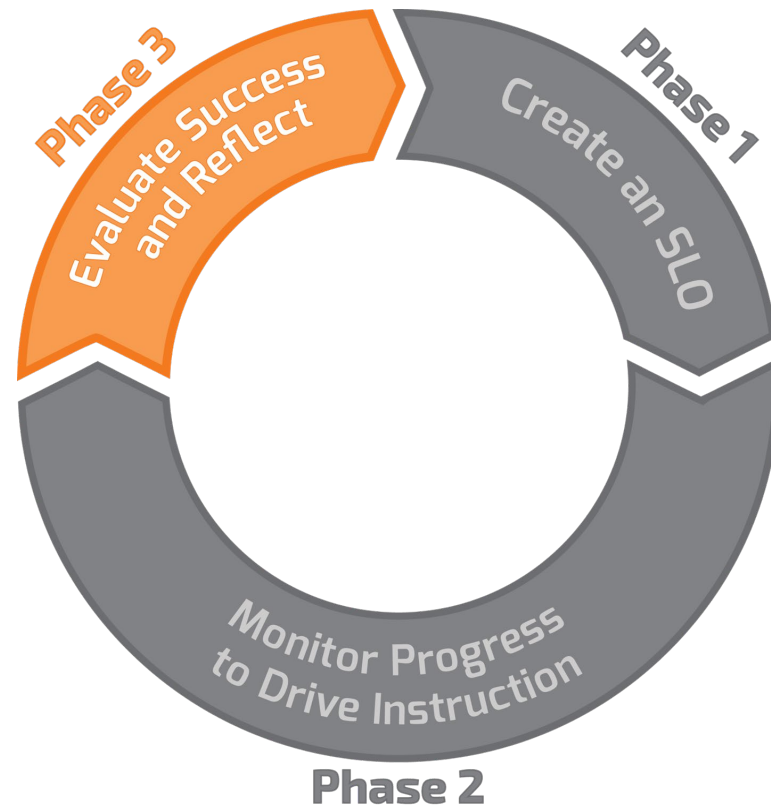 Phase 1
Create an SLO
Phase 2
Monitor Progress
to Drive Instruction
Phase 3
Evaluate Success
and Reflect